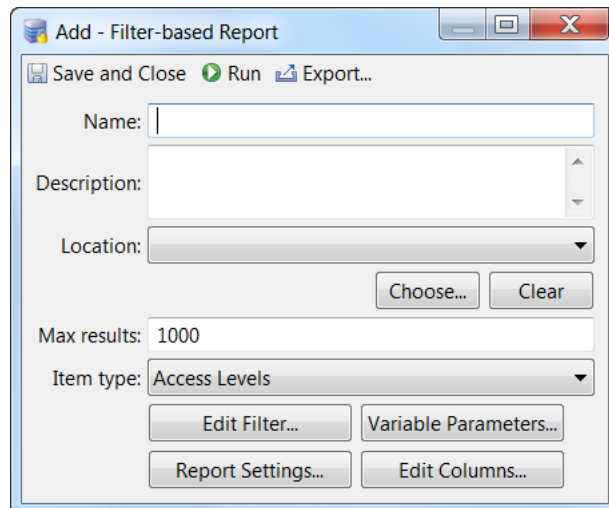 Add - Filter-based Report
Save and Close Run Export...
Name:
Description:
Location:
Choose... Clear
Max results: 1000
Item type: Access Levels
Edit Filter... Variable Parameters...
Report Settings... Edit Columns...